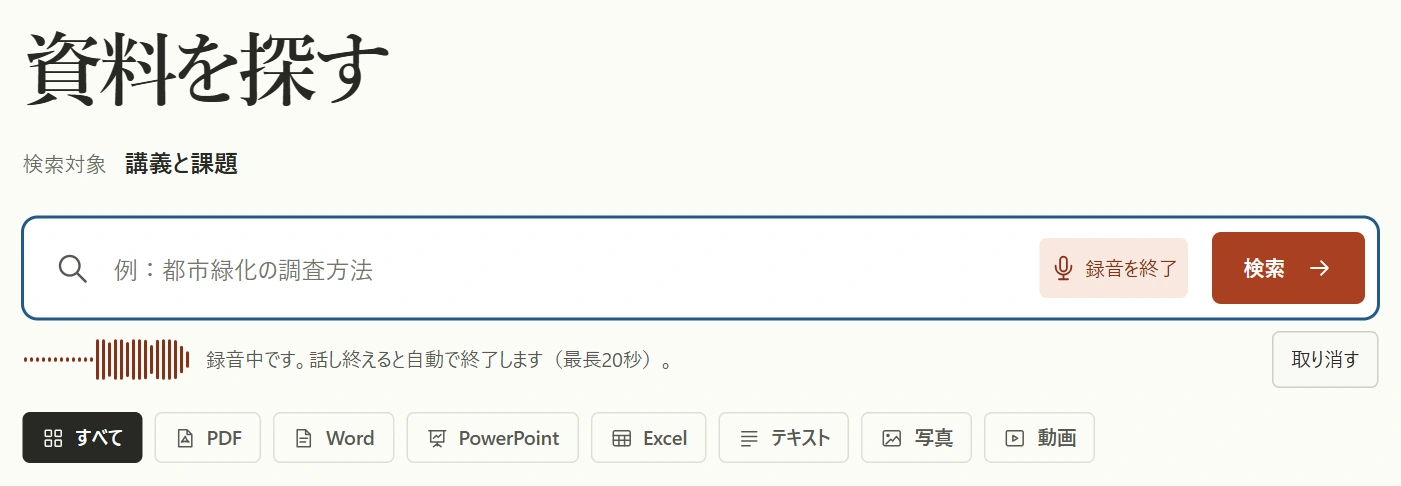 資料を探す
検索対象 講義と課題
例：都市緑化の調査方法 録音を終了 検索
録音中です。話し終えると自動で終了します（最長20秒）。 取り消す
すべて PDF Word PowerPoint Excel テキスト 写真 動画